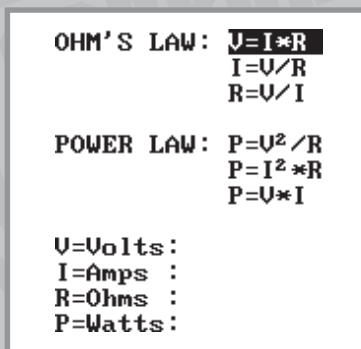 OHM'S LAW: V=I*R
I=V/R
R=V/I
POWER LAW: P=V²/R
P=I²*R
P=V*I
V=Volts:
I=Amps :
R=Ohms :
P=Watts: